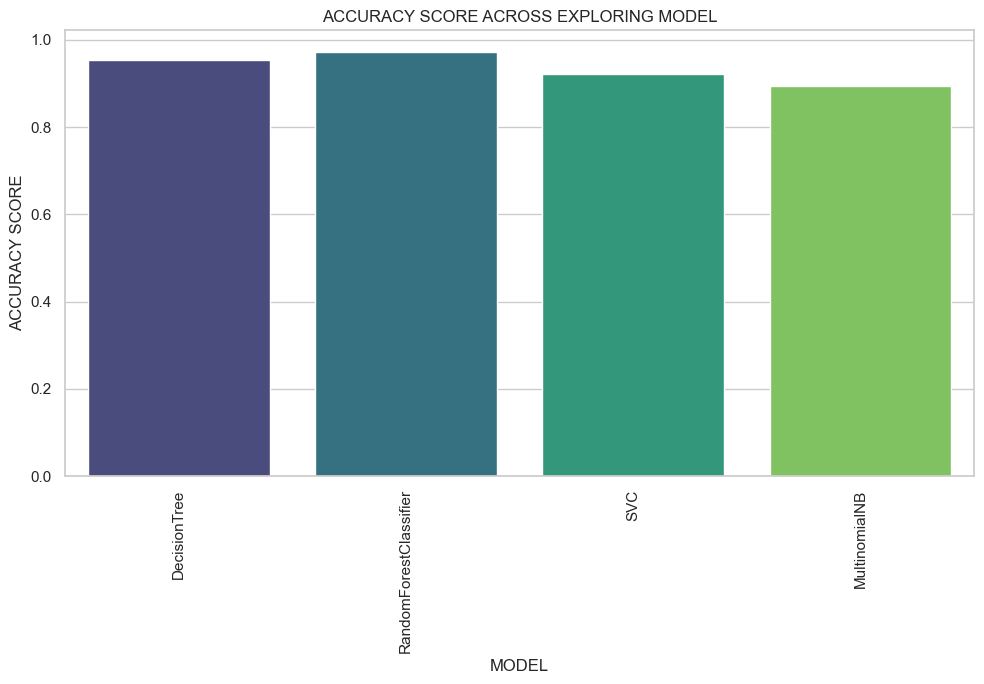 ACCURACY SCORE ACROSS EXPLORING MODEL
ACCURACY SCORE
1.0
0.8
0.6
0.4
0.2
0.0
DecisionTree
RandomForestClassifier
SVC
MultinomialNB
MODEL